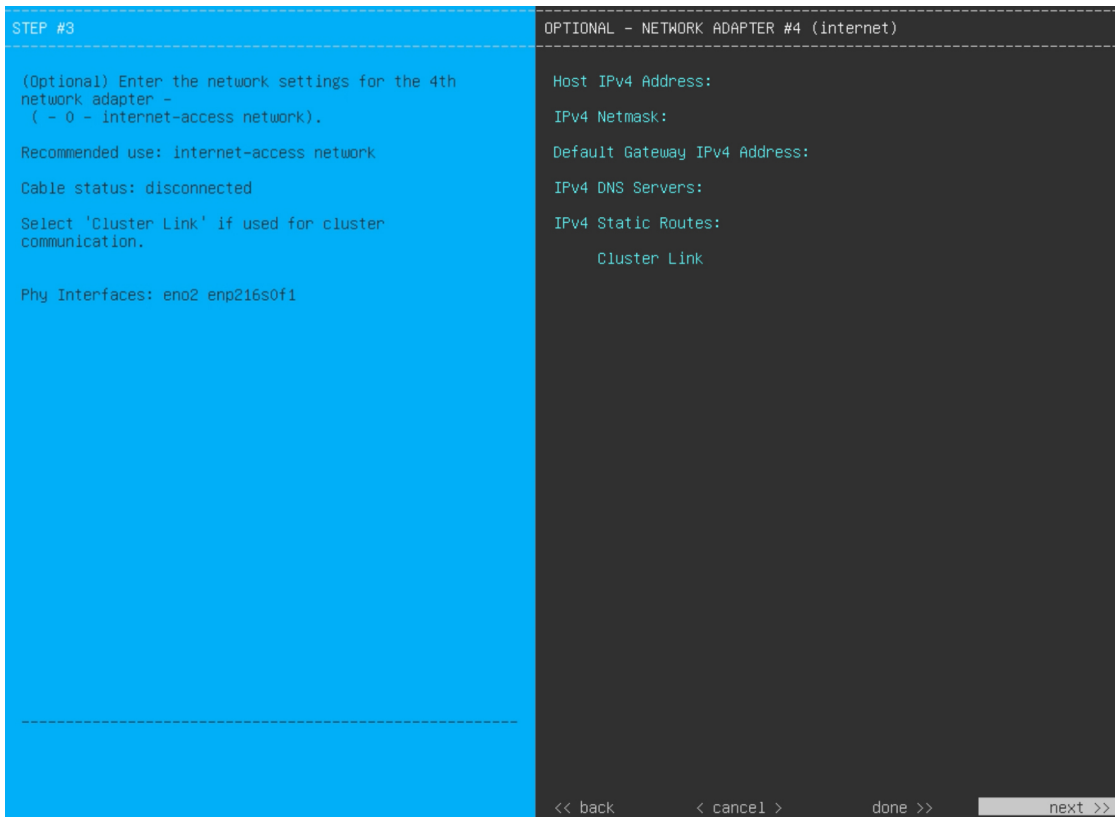 STEP #3
(Optional) Enter the network settings for the 4th
network adapter -
( - 0 - internet-access network).
Recommended use: internet-access network
Cable status: disconnected
Select 'Cluster Link' if used for cluster
communication.
Phy Interfaces: eno2 enp216s0f1
OPTIONAL - NETWORK ADAPTER #4 (internet)
Host IPv4 Address:
IPv4 Netmask:
Default Gateway IPv4 Address:
IPv4 DNS Servers:
IPv4 Static Routes:
Cluster Link
<< back < cancel > done >> next >>